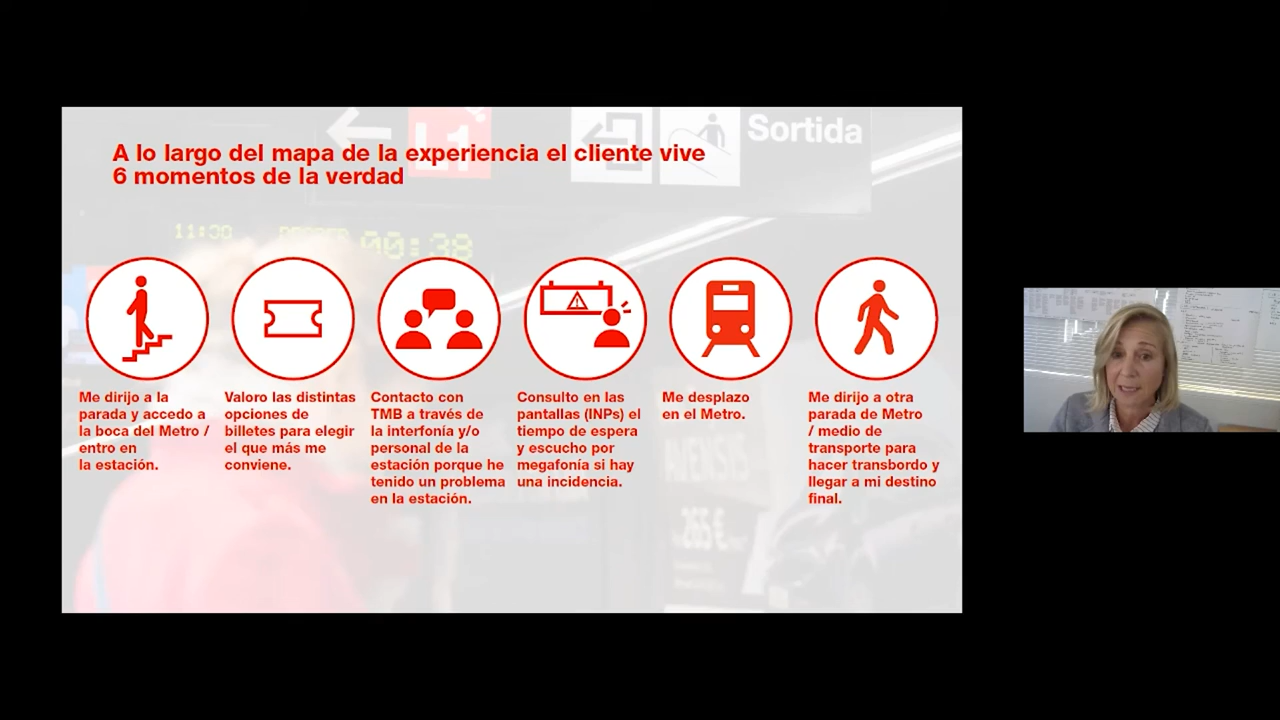 L1
Sortida
A lo largo del mapa de la experiencia el cliente vive
6 momentos de la verdad
11:30
00:38
Me dirijo a la
parada y accedo a
la boca del Metro /
entro en
la estación.
Valoro las distintas
opciones de
billetes para elegir
el que más me
conviene.
Contacto con
TMB a través de
la interfonía y/o
personal de la
estación porque he
tenido un problema
en la estación.
Consulto en las
pantallas (INPs) el
tiempo de espera
y escucho por
megafonía si hay
una incidencia.
Me desplazo
en el Metro.
Me dirijo a otra
parada de Metro
/ medio de
transporte para
hacer transbordo y
llegar a mi destino
final.
AVENSIS
265 €